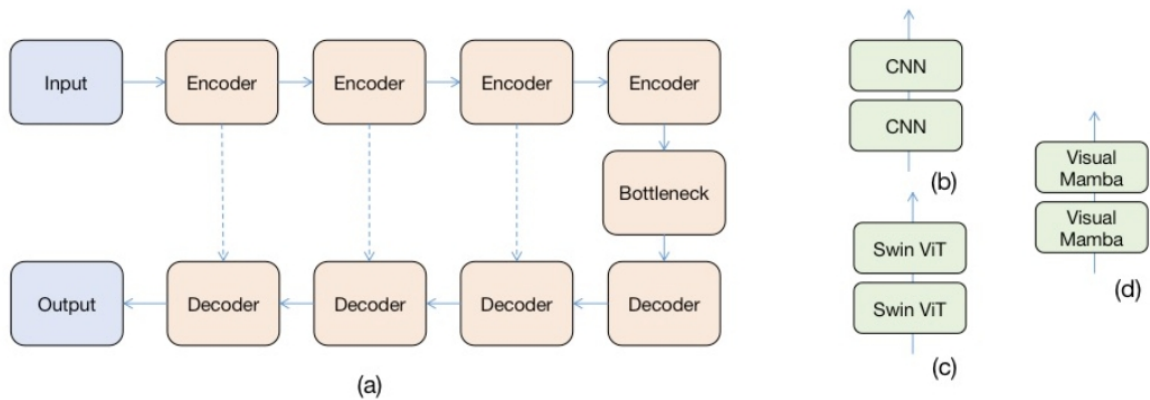 Input
Encoder
Encoder
Encoder
Encoder
Bottleneck
Output
Decoder
Decoder
Decoder
Decoder
(a)
CNN
CNN
(b)
Swin ViT
Swin ViT
(c)
Visual
Mamba
Visual
Mamba
(d)